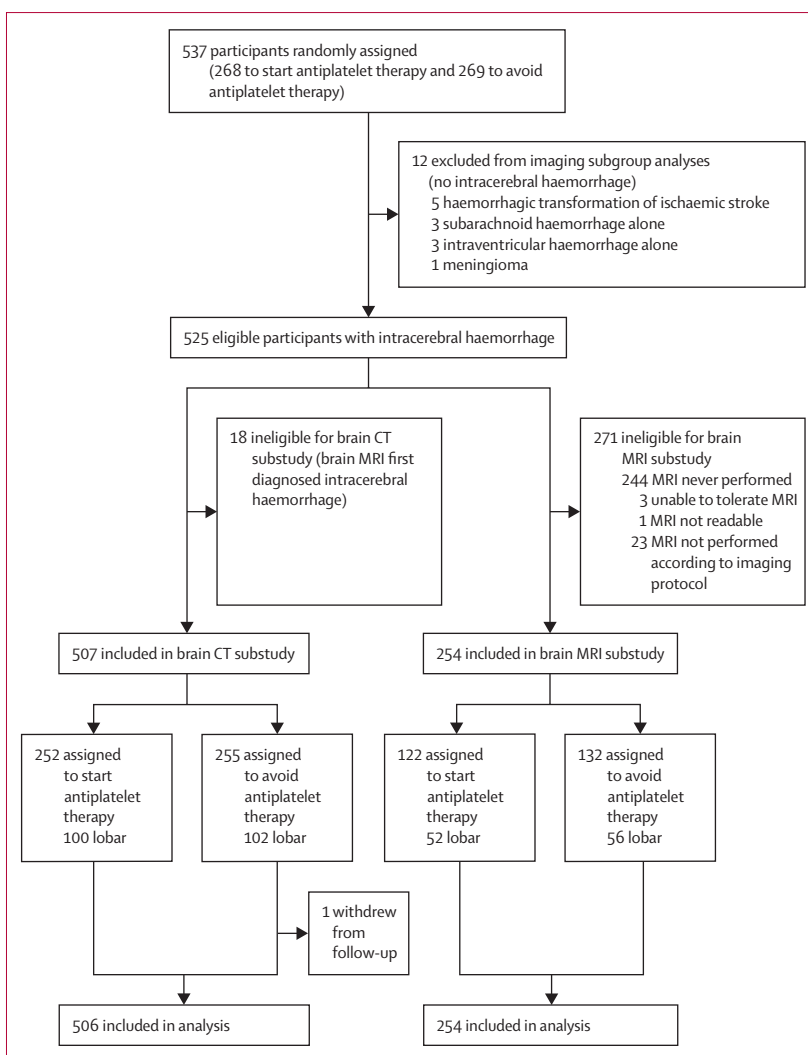 537 participants randomly assigned
(268 to start antiplatelet therapy and 269 to avoid
antiplatelet therapy)
12 excluded from imaging subgroup analyses
(no intracerebral haemorrhage)
5 haemorrhagic transformation of ischaemic stroke
3 subarachnoid haemorrhage alone
3 intraventricular haemorrhage alone
1 meningioma
525 eligible participants with intracerebral haemorrhage
18 ineligible for brain CT
substudy (brain MRI first
diagnosed intracerebral
haemorrhage)
271 ineligible for brain
MRI substudy
244 MRI never performed
3 unable to tolerate MRI
1 MRI not readable
23 MRI not performed
according to imaging
protocol
507 included in brain CT substudy
254 included in brain MRI substudy
252 assigned
to start
antiplatelet
therapy
100 lobar
255 assigned
to avoid
antiplatelet
therapy
102 lobar
122 assigned
to start
antiplatelet
therapy
52 lobar
132 assigned
to avoid
antiplatelet
therapy
56 lobar
1 withdrew
from
follow-up
506 included in analysis
254 included in analysis